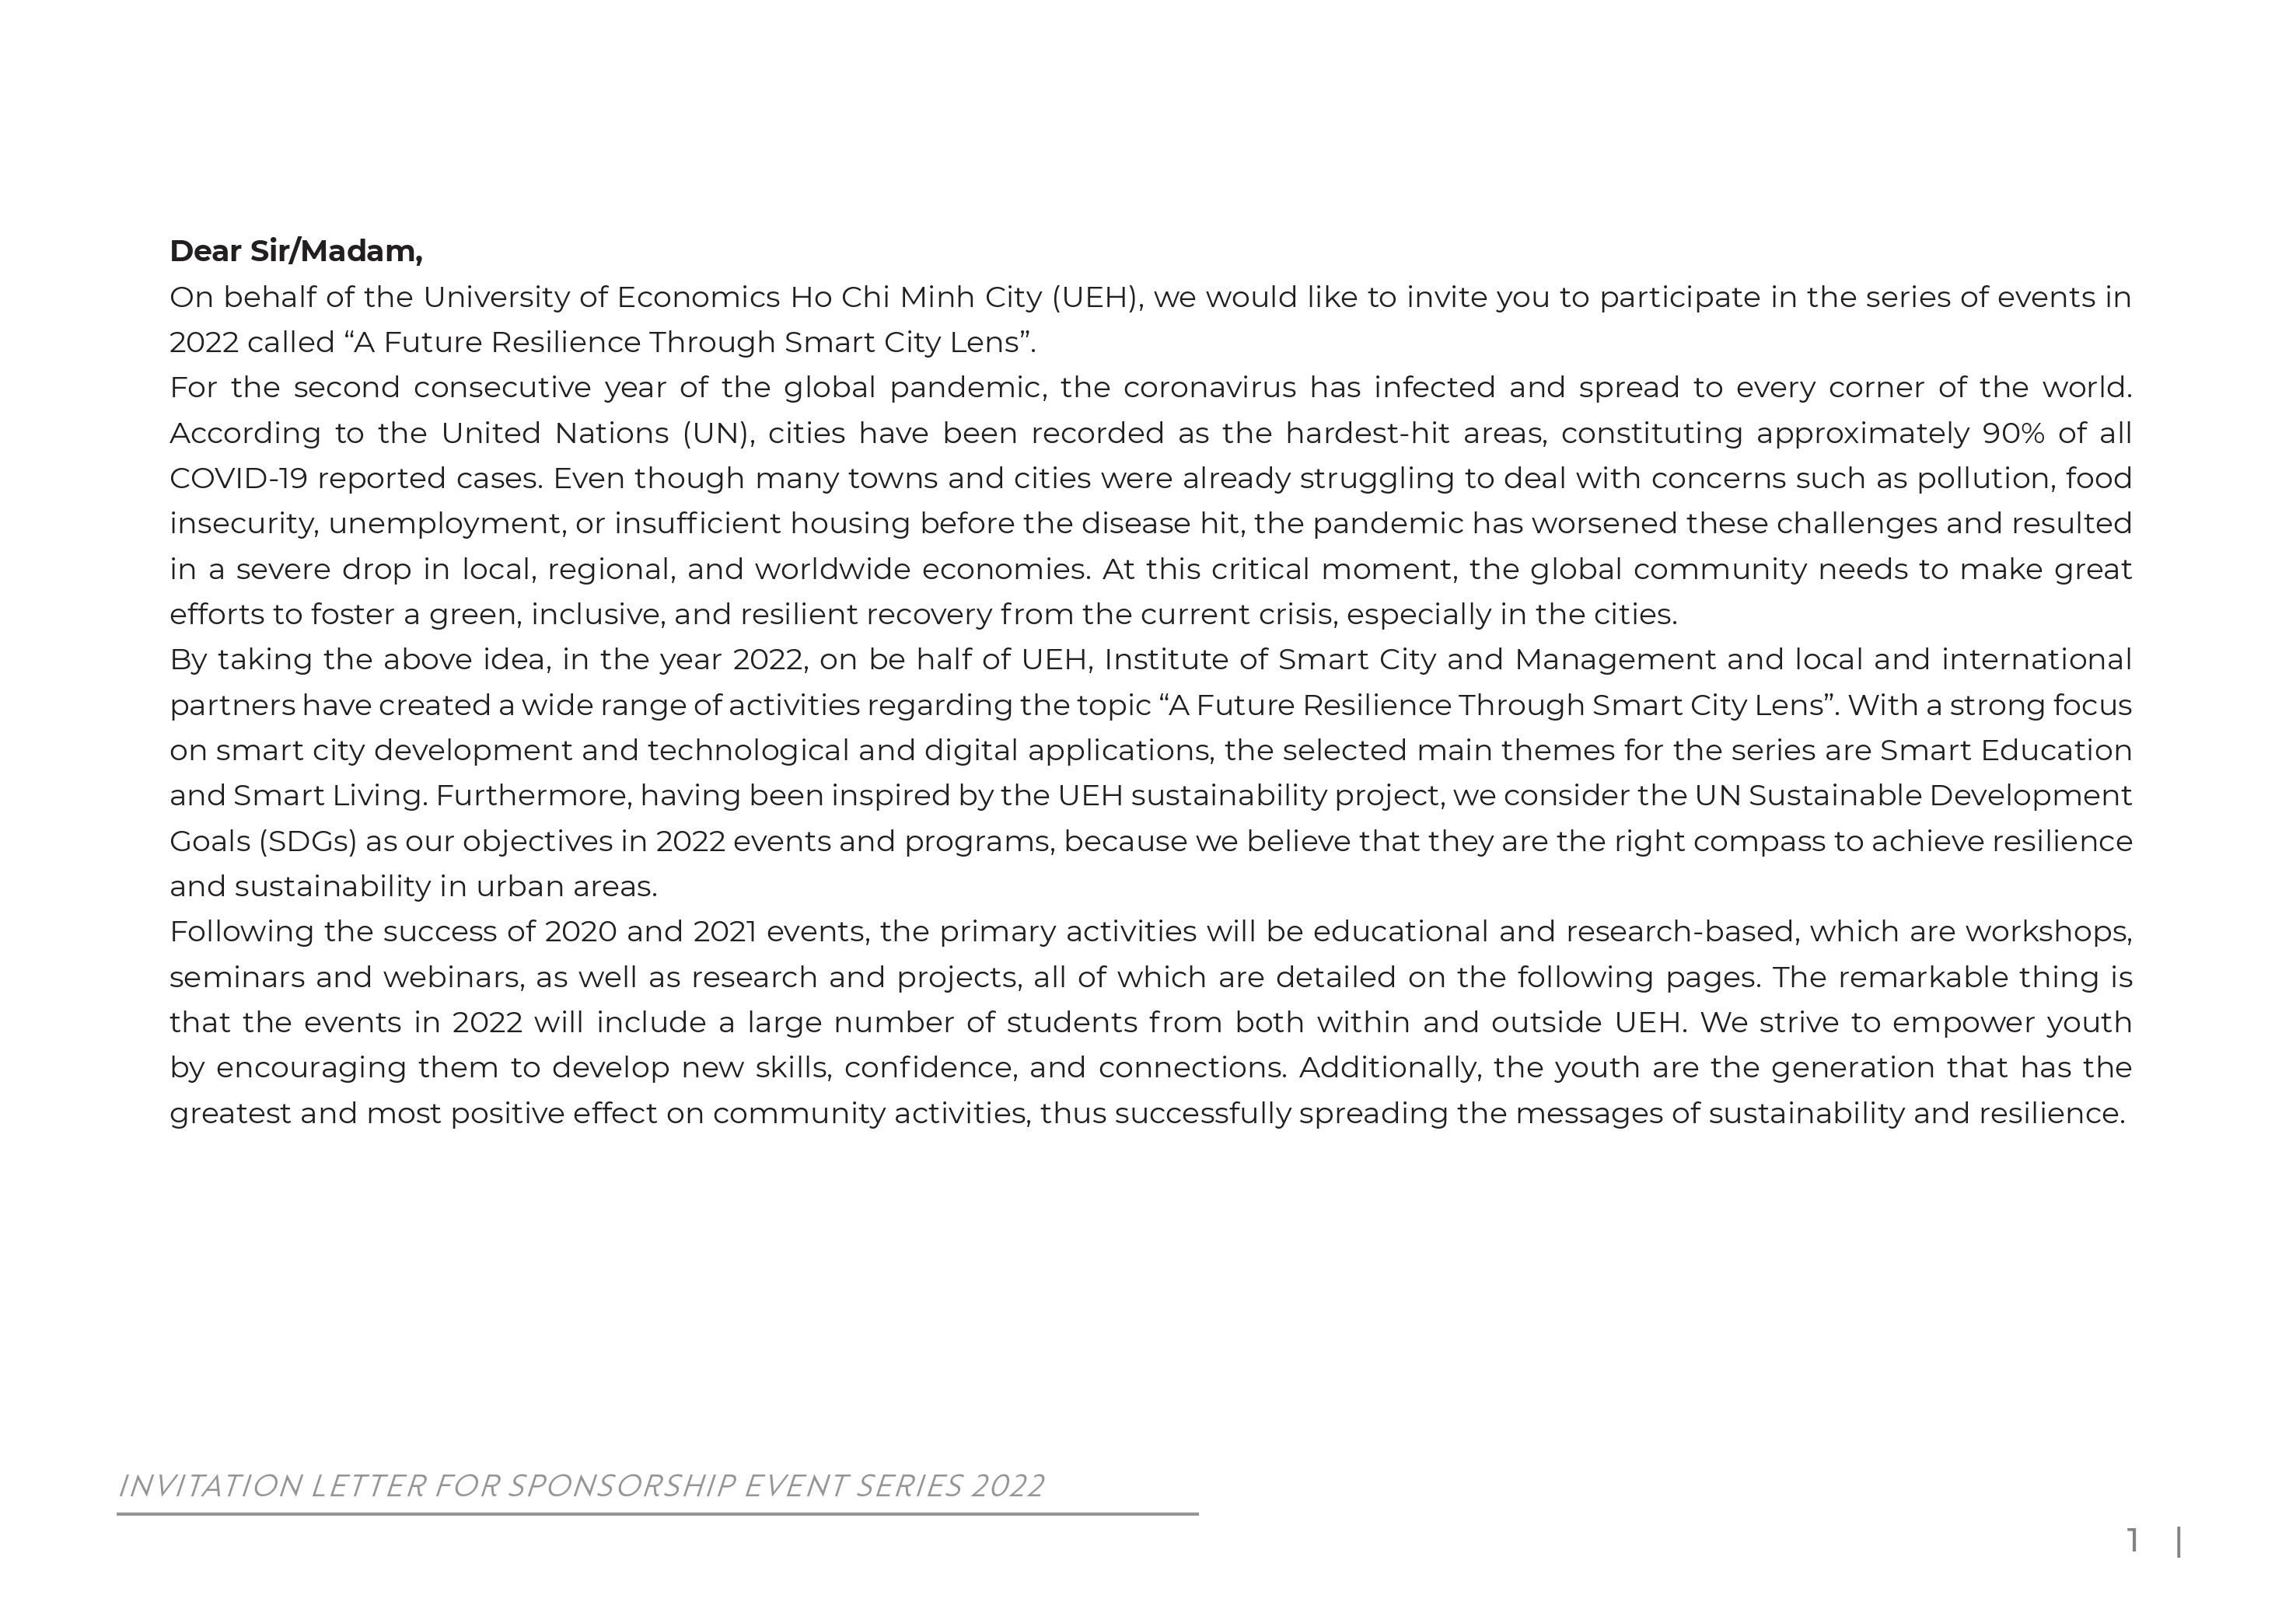 Dear Sir/Madam,
On behalf of the University of Economics Ho Chi Minh City (UEH), we would like to invite you to participate in the series of events in
2022 called “A Future Resilience Through Smart City Lens”.
For the second consecutive year of the global pandemic, the coronavirus has infected and spread to every corner of the world.
According to the United Nations (UN), cities have been recorded as the hardest-hit areas, constituting approximately 90% of all
COVID-19 reported cases. Even though many towns and cities were already struggling to deal with concerns such as pollution, food
insecurity, unemployment, or insufficient housing before the disease hit, the pandemic has worsened these challenges and resulted
in a severe drop in local, regional, and worldwide economies. At this critical moment, the global community needs to make great
efforts to foster a green, inclusive, and resilient recovery from the current crisis, especially in the cities.
By taking the above idea, in the year 2022, on be half of UEH, Institute of Smart City and Management and local and international
partners have created a wide range of activities regarding the topic “A Future Resilience Through Smart City Lens”. With a strong focus
on smart city development and technological and digital applications, the selected main themes for the series are Smart Education
and Smart Living. Furthermore, having been inspired by the UEH sustainability project, we consider the UN Sustainable Development
Goals (SDGs) as our objectives in 2022 events and programs, because we believe that they are the right compass to achieve resilience
and sustainability in urban areas.
Following the success of 2020 and 2021 events, the primary activities will be educational and research-based, which are workshops,
seminars and webinars, as well as research and projects, all of which are detailed on the following pages. The remarkable thing is
that the events in 2022 will include a large number of students from both within and outside UEH. We strive to empower youth
by encouraging them to develop new skills, confidence, and connections. Additionally, the youth are the generation that has the
greatest and most positive effect on community activities, thus successfully spreading the messages of sustainability and resilience.
INVITATION LETTER FOR SPONSORSHIP EVENT SERIES 2022
1 |